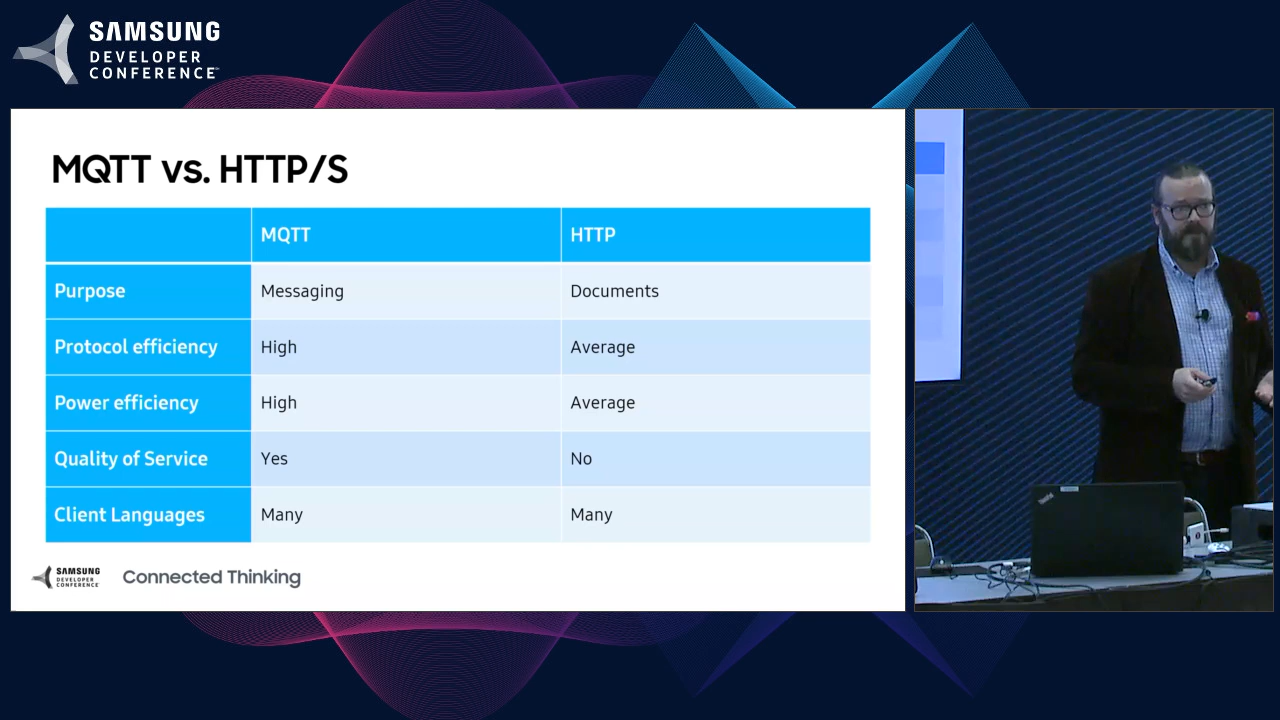 SAMSUNG
DEVELOPER
CONFERENCE
MQTT vs. HTTP/S
MQTT HTTP
Purpose Messaging Documents
Protocol efficiency High Average
Power efficiency High Average
Quality of Service Yes No
Client Languages Many Many
SAMSUNG
DEVELOPER
CONFERENCE
Connected Thinking